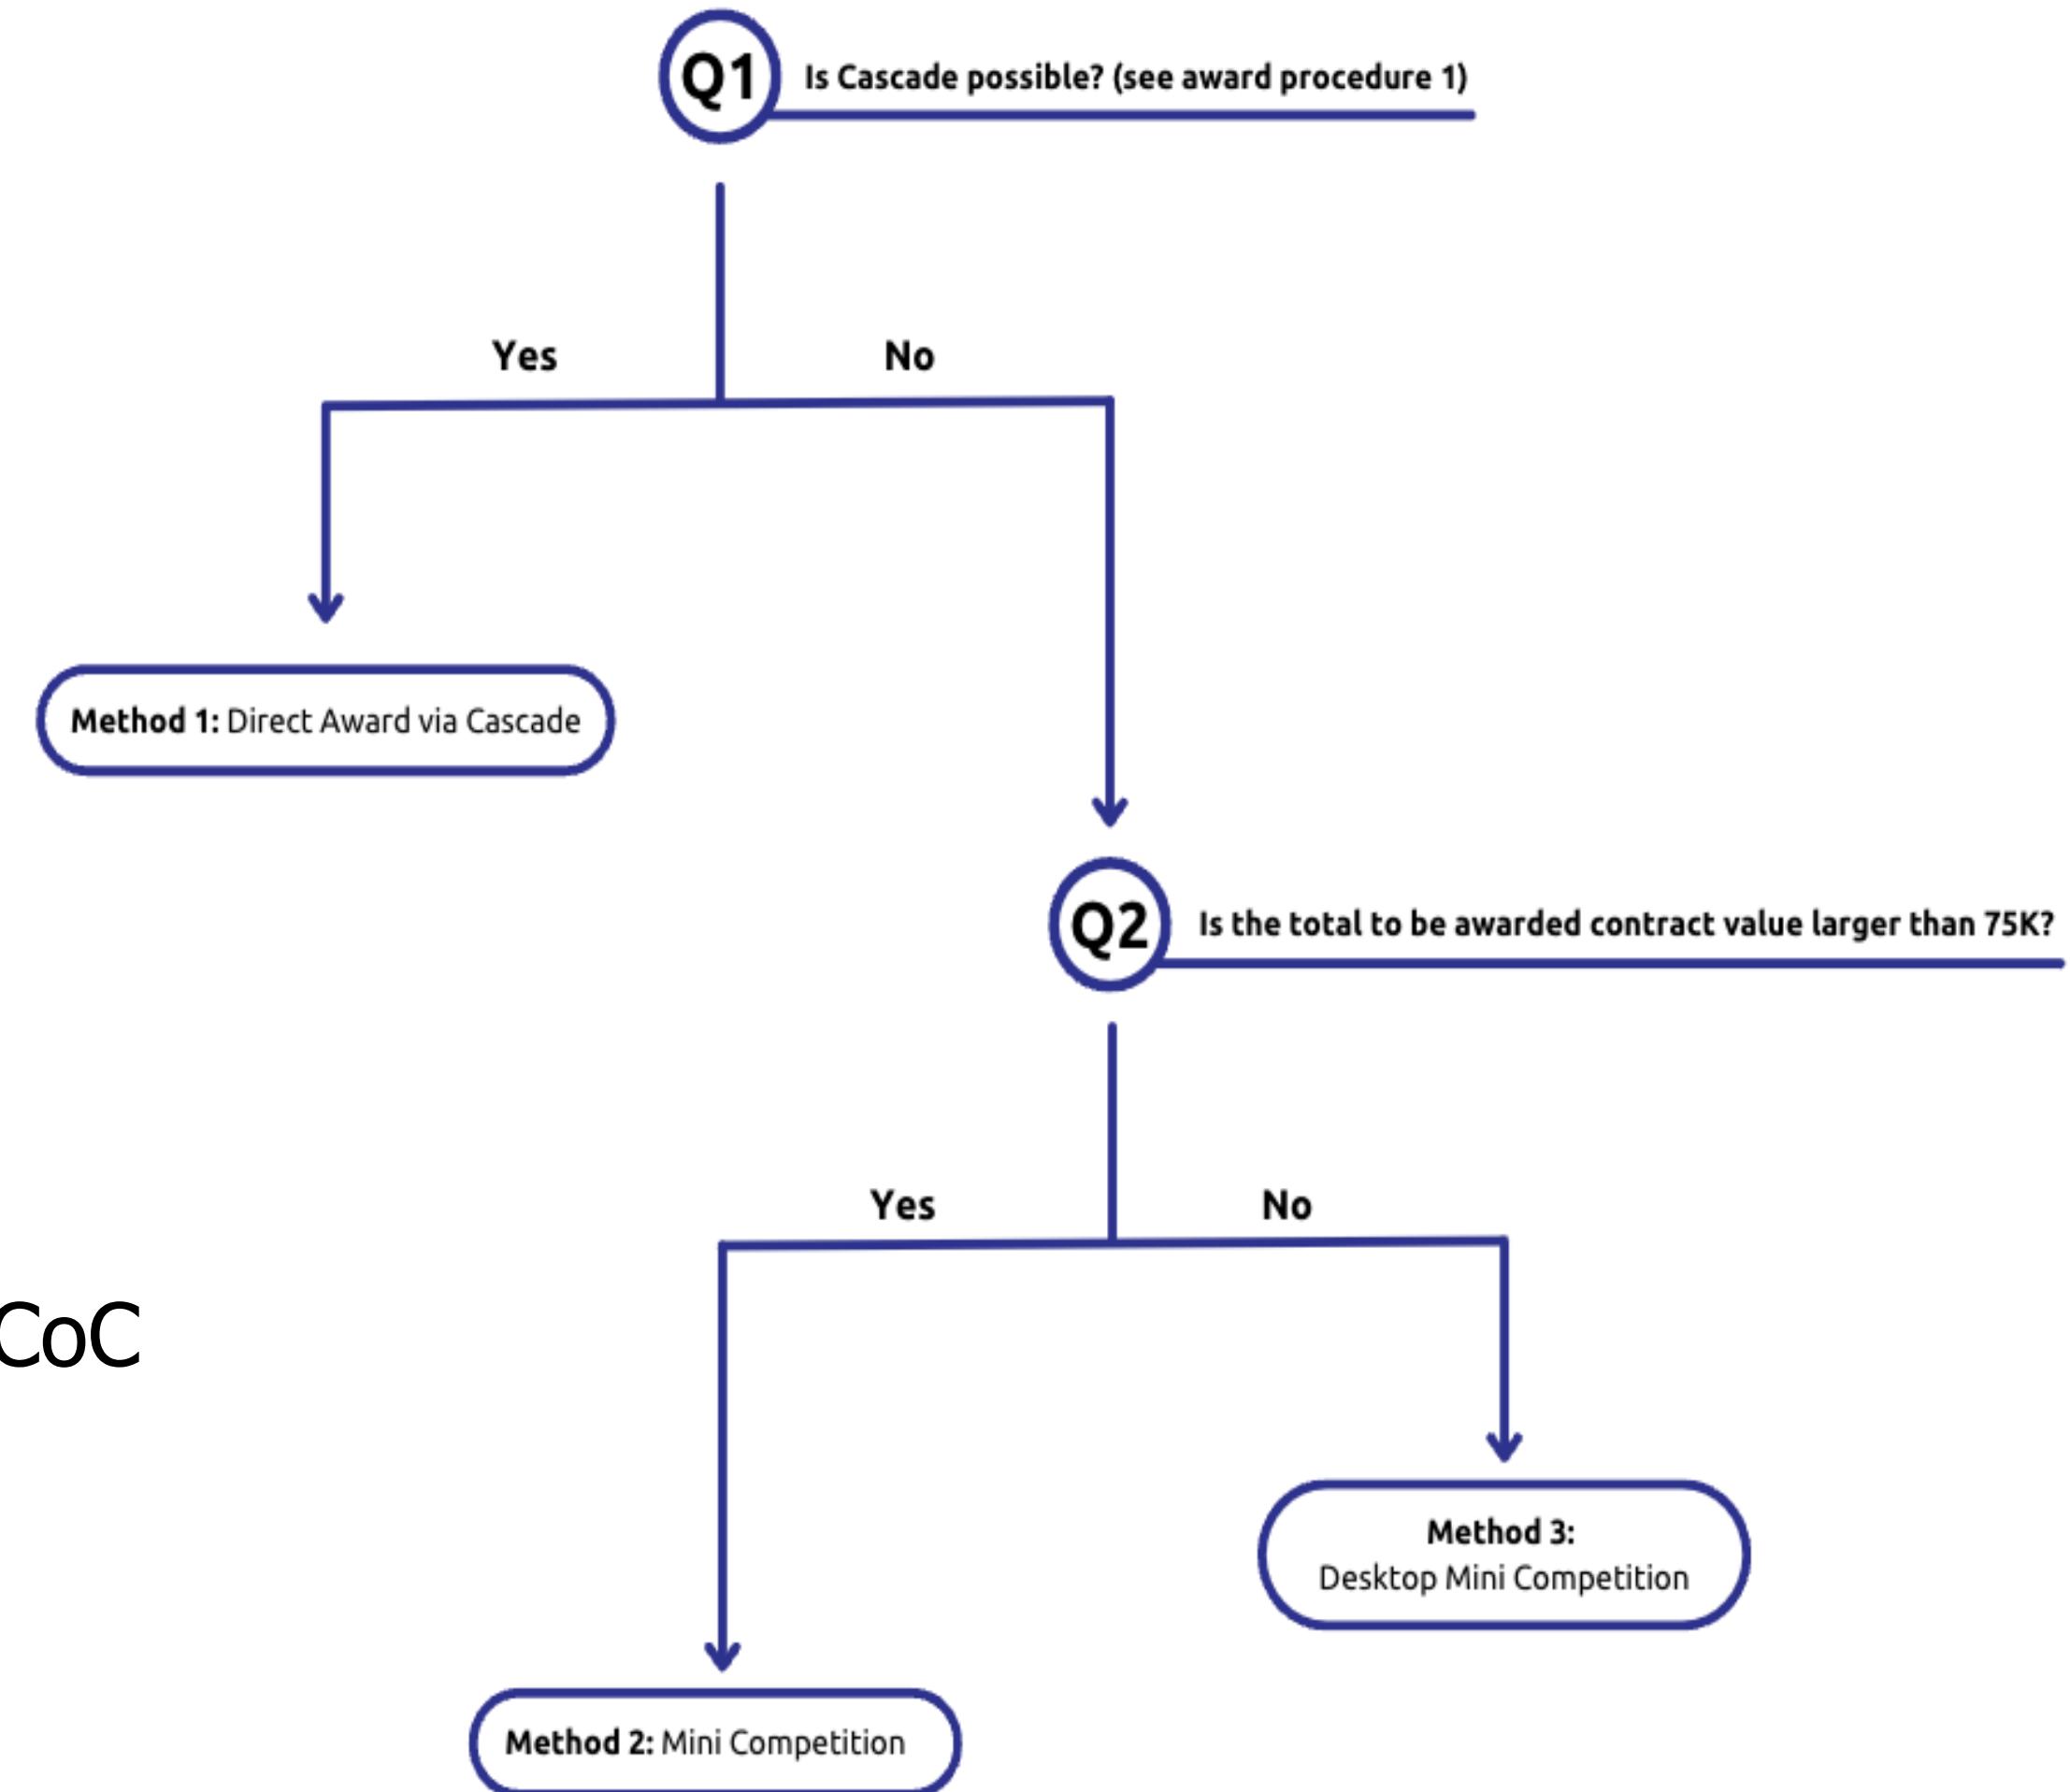 Q1
Is Cascade possible? (see award procedure 1)
Yes
No
Method 1: Direct Award via Cascade
Q2
Is the total to be awarded contract value larger than 75K?
Yes
No
CoC
Method 3:
Desktop Mini Competition
Method 2: Mini Competition